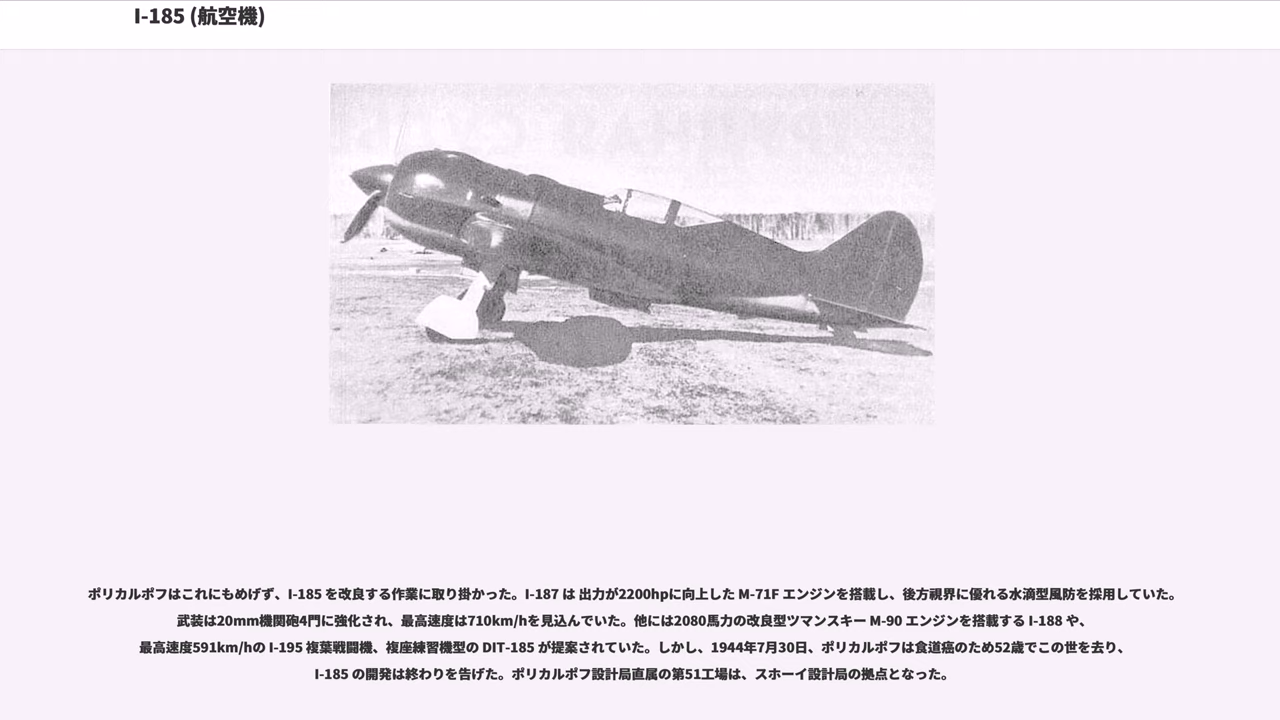 I-185 (航空機)
ポリカルポフはこれにもめげず、I-185 を改良する作業に取り掛かった。I-187 は 出力が2200hpに向上した M-71F エンジンを搭載し、後方視界に優れる水滴型風防を採用していた。
武装は20mm機関砲4門に強化され、最高速度は710km/hを見込んでいた。他には2080馬力の改良型ツマンスキー M-90 エンジンを搭載する I-188 や、
最高速度591km/hの I-195 複葉戦闘機、複座練習機型の DIT-185 が提案されていた。しかし、1944年7月30日、ポリカルポフは食道癌のため52歳でこの世を去り、
I-185 の開発は終わりを告げた。ポリカルポフ設計局直属の第51工場は、スホーイ設計局の拠点となった。